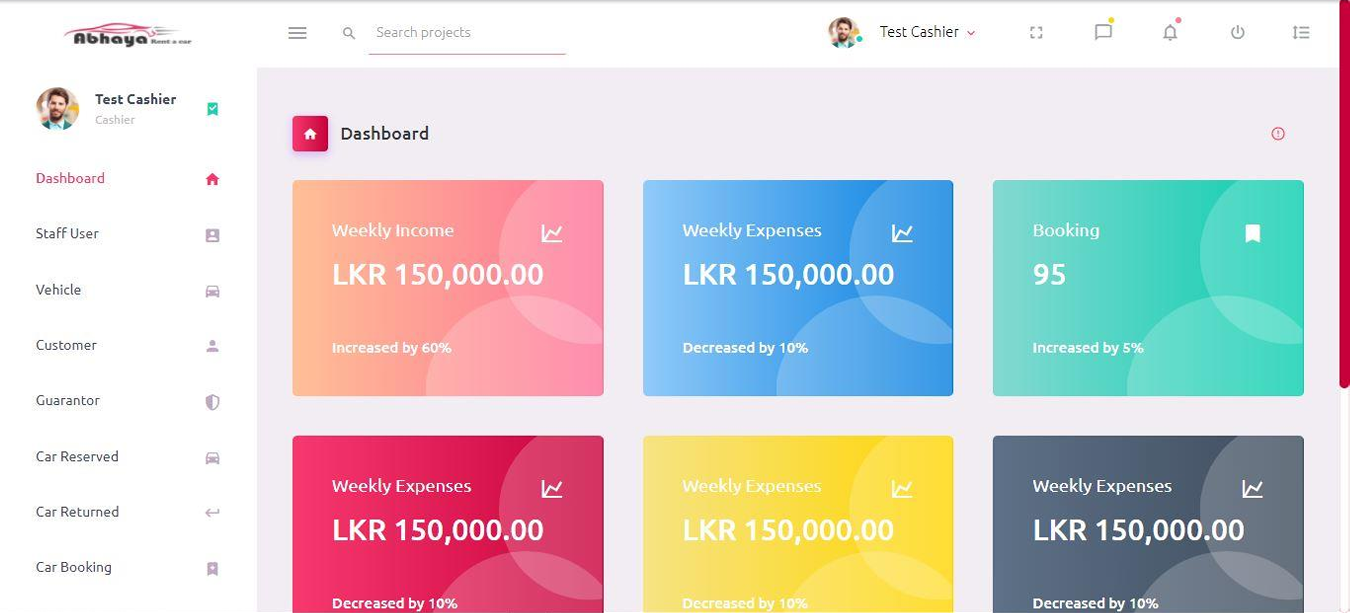 Abhaya Rent a car
Search projects
Test Cashier
Test Cashier
Cashier
Dashboard
Staff User
Vehicle
Customer
Guarantor
Car Reserved
Car Returned
Car Booking
Dashboard
Weekly Income
LKR 150,000.00
Increased by 60%
Weekly Expenses
LKR 150,000.00
Decreased by 10%
Booking
95
Increased by 5%
Weekly Expenses
LKR 150,000.00
Decreased by 10%
Weekly Expenses
LKR 150,000.00
Decreased by 10%
Weekly Expenses
LKR 150,000.00
Decreased by 10%